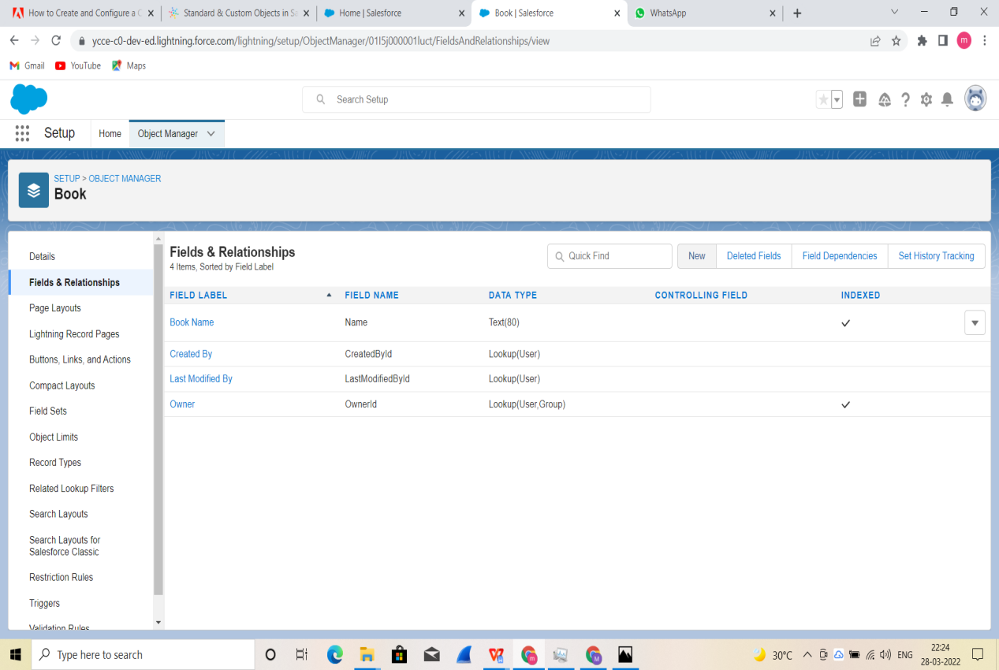 How to Create and Configure a C
Standard & Custom Objects in Sa
Home | Salesforce
Book | Salesforce
WhatsApp
ycce-c0-dev-ed.lightning.force.com/lightning/setup/ObjectManager/01I5j000001luct/FieldsAndRelationships/view
m
Gmail
YouTube
Maps
Search Setup
Setup
Home
Object Manager
SETUP > OBJECT MANAGER
Book
Details
Fields & Relationships
Page Layouts
Lightning Record Pages
Buttons, Links, and Actions
Compact Layouts
Field Sets
Object Limits
Record Types
Related Lookup Filters
Search Layouts
Search Layouts for
Salesforce Classic
Restriction Rules
Triggers
Validation Rules
Fields & Relationships
4 Items, Sorted by Field Label
Quick Find
New
Deleted Fields
Field Dependencies
Set History Tracking
FIELD LABEL FIELD NAME DATA TYPE CONTROLLING FIELD INDEXED
Book Name Name Text(80)
Created By CreatedById Lookup(User)
Last Modified By LastModifiedById Lookup(User)
Owner OwnerId Lookup(User,Group)
Type here to search
30°C
ENG
22:24
28-03-2022